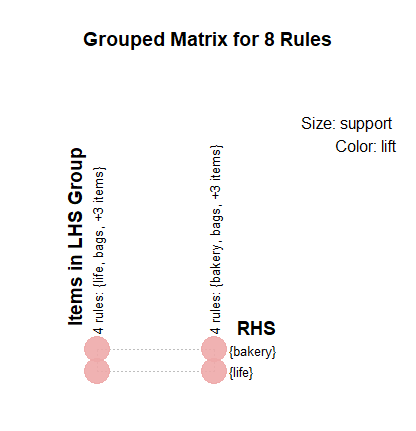 Grouped Matrix for 8 Rules
Size: support
Color: lift
Items in LHS Group
4 rules: {life, bags, +3 items}
4 rules: {bakery, bags, +3 items}
RHS
{bakery}
{life}